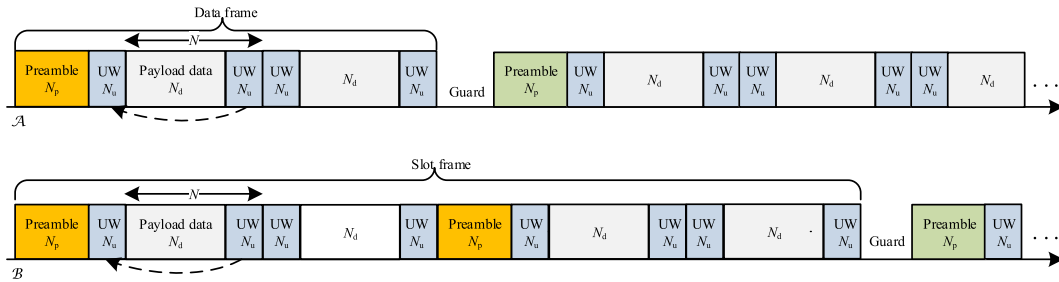 Data frame
N
Preamble
Np
UW
Nu
Payload data
Nd
UW
Nu
UW
Nu
Nd
UW
Nu
Guard
Preamble
Np
UW
Nu
Nd
UW
Nu
UW
Nu
Nd
UW
Nu
UW
Nu
Nd
...
𝒜
Slot frame
N
Preamble
Np
UW
Nu
Payload data
Nd
UW
Nu
UW
Nu
Nd
UW
Nu
Preamble
Np
UW
Nu
Nd
UW
Nu
UW
Nu
Nd
UW
Nu
Guard
Preamble
Np
UW
Nu
...
ℬ